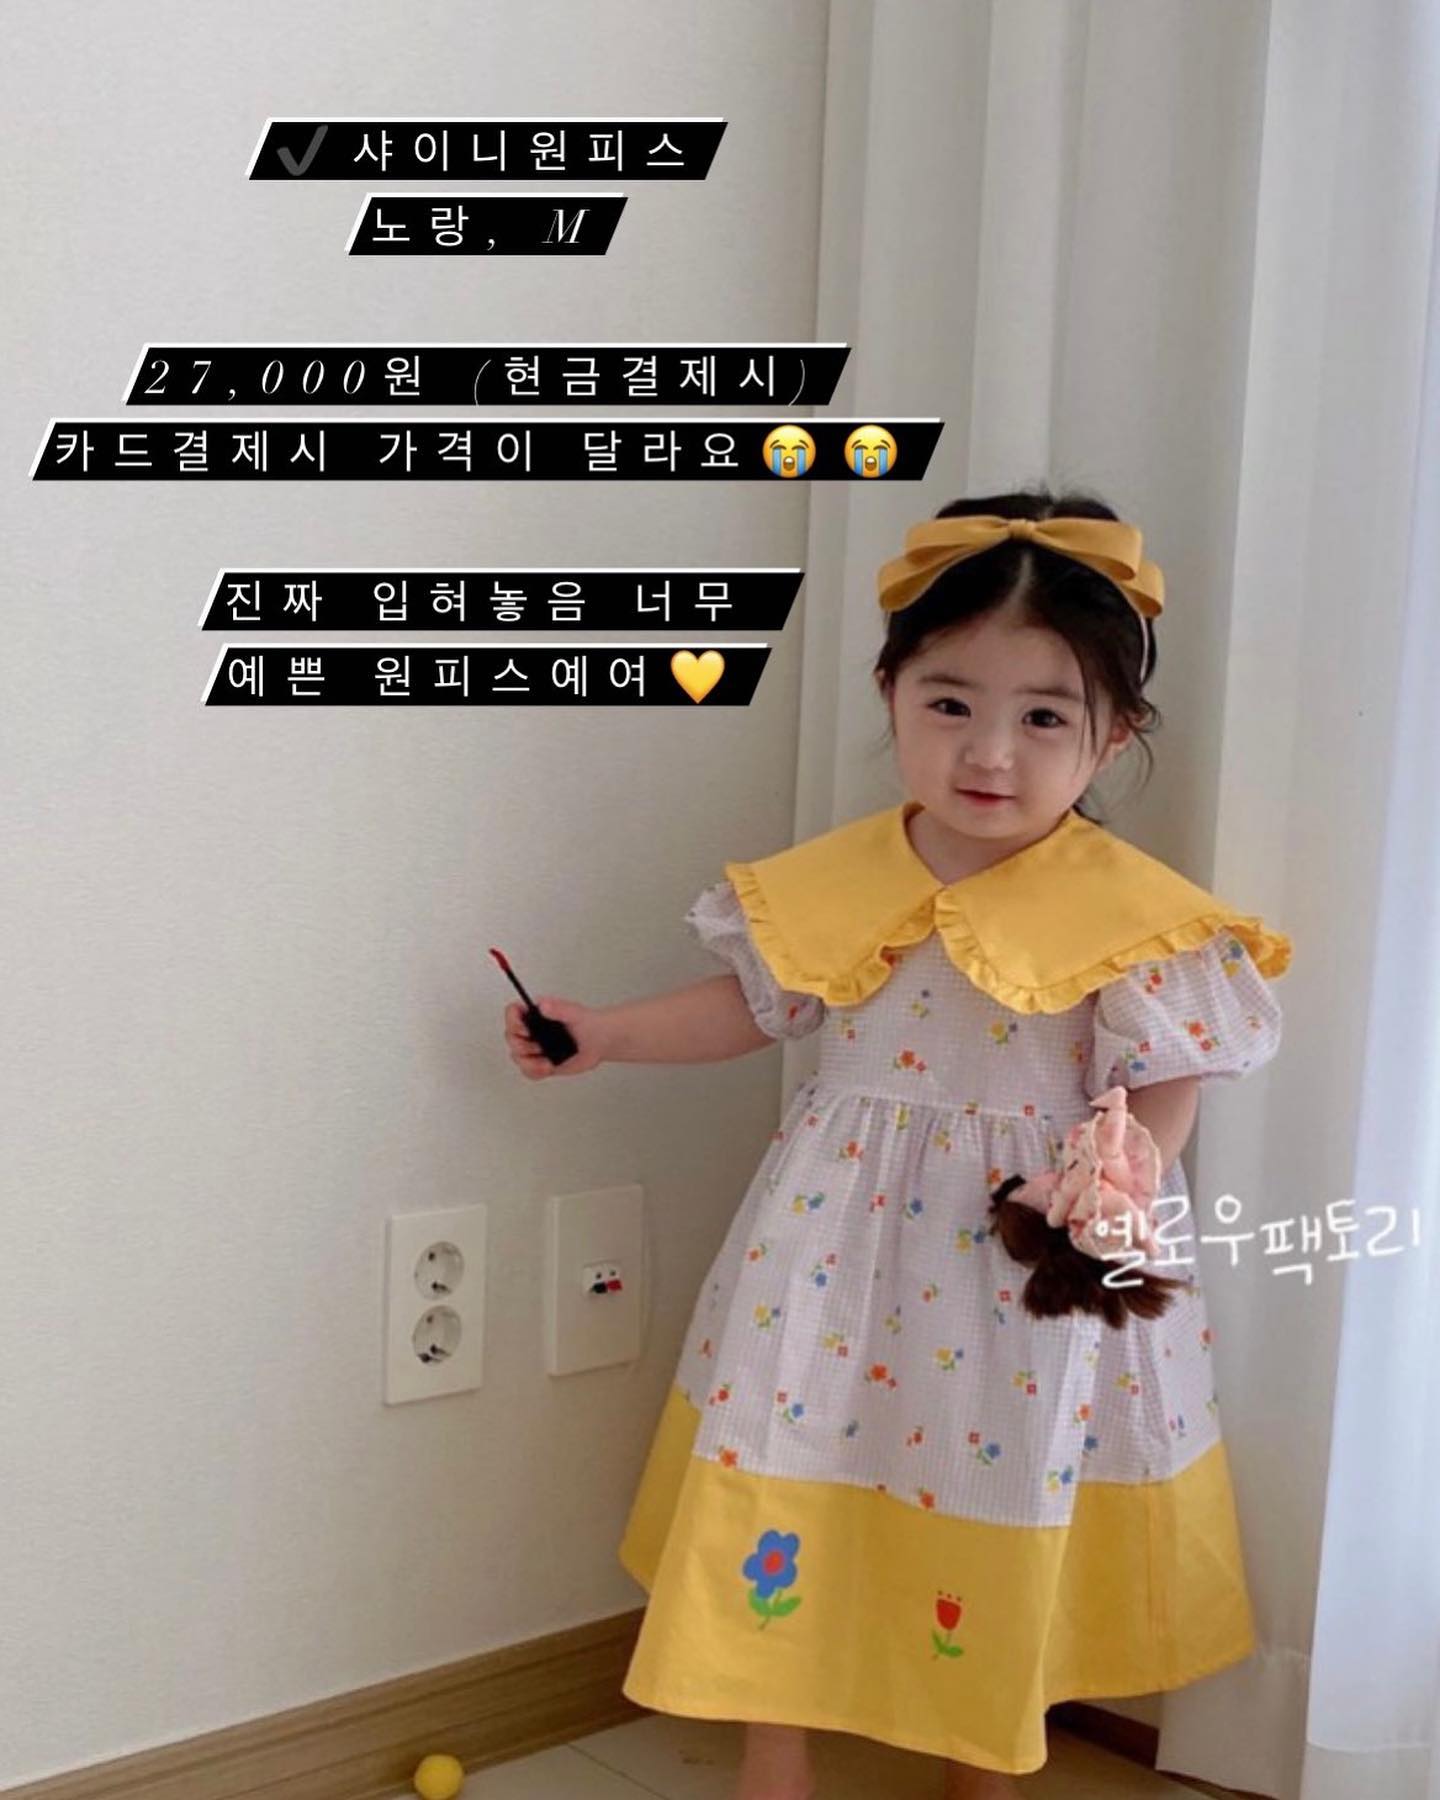 ✔️ 샤이니원피스
노랑, M
27,000원 (현금결제시)
카드결제시 가격이 달라요😭😭
진짜 입혀놓음 너무
예쁜 원피스예여💛
옐로우팩토리